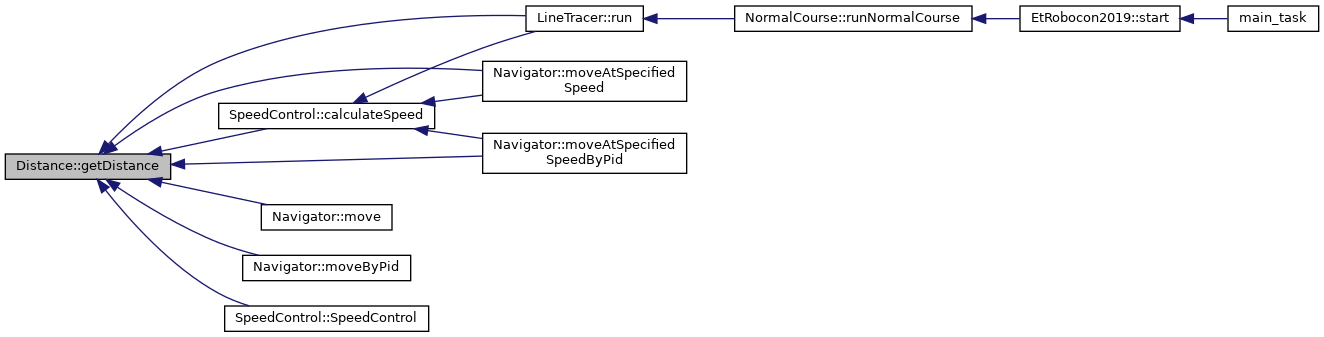 LineTracer::run
NormalCourse::runNormalCourse
EtRobocon2019::start
main_task
Navigator::moveAtSpecified
Speed
SpeedControl::calculateSpeed
Navigator::moveAtSpecified
SpeedByPid
Distance::getDistance
Navigator::move
Navigator::moveByPid
SpeedControl::SpeedControl